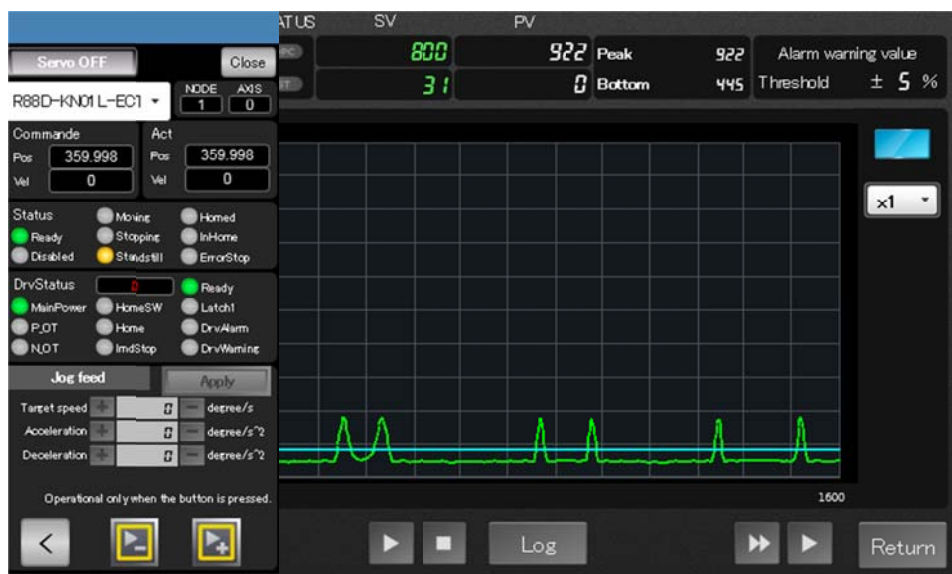 ATUS SV PV
Servo OFF Close
800 922 Peak 922 Alarm warning value
31 0 Bottom 445 Threshold ± 5 %
R88D-KN01L-EC1 NODE AXIS
1 0
Commande Act
Pos 359.998 Pos 359.998
Vel 0 Vel 0
x1
Status Moving Homed
Ready Stopping InHome
Disabled Standstill ErrorStop
DrvStatus 0 Ready
MainPower HomeSW Latch1
P_OT Home DrvAlarm
N_OT ImdStop DrvWarning
Jog feed Apply
Target speed + 0 - degree/s
Acceleration + 0 - degree/s^2
Deceleration + 0 - degree/s^2
Operational only when the button is pressed.
1600
Log Return